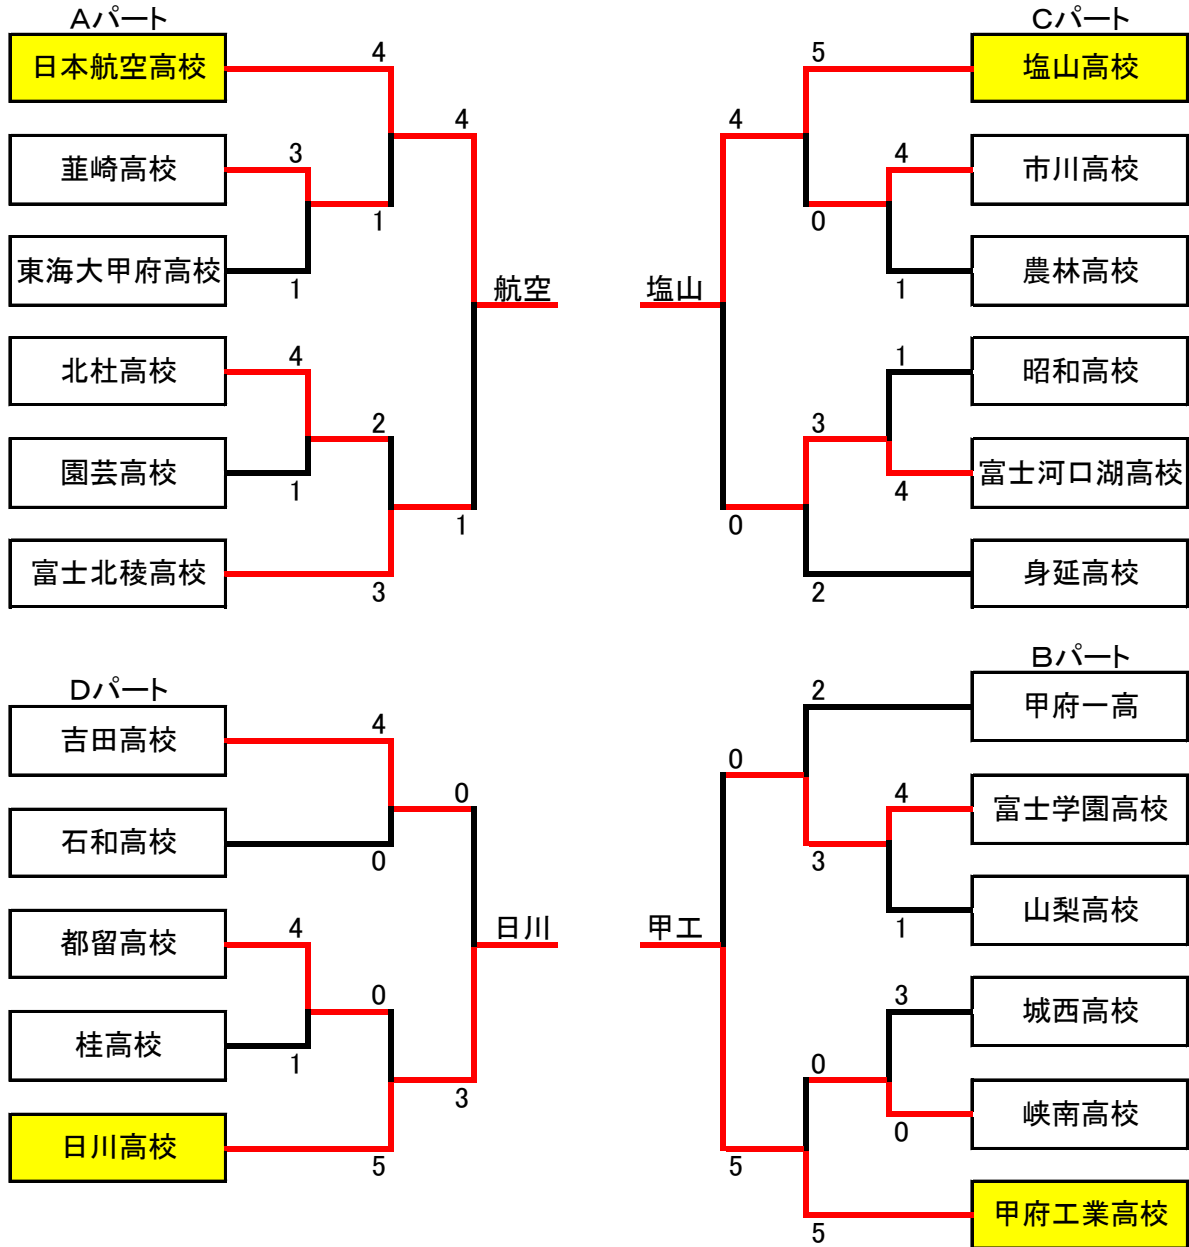 Aパート
日本航空高校
4
4
韮崎高校
3
1
東海大甲府高校
1
航空
北杜高校
4
2
園芸高校
1
1
富士北稜高校
3
Cパート
5
塩山高校
4
4
市川高校
0
1
農林高校
塩山
1
昭和高校
3
4
富士河口湖高校
0
2
身延高校
Dパート
吉田高校
4
0
石和高校
0
日川
都留高校
4
0
桂高校
1
3
日川高校
5
Bパート
2
甲府一高
0
4
富士学園高校
3
1
山梨高校
甲工
3
城西高校
0
0
峡南高校
5
5
甲府工業高校